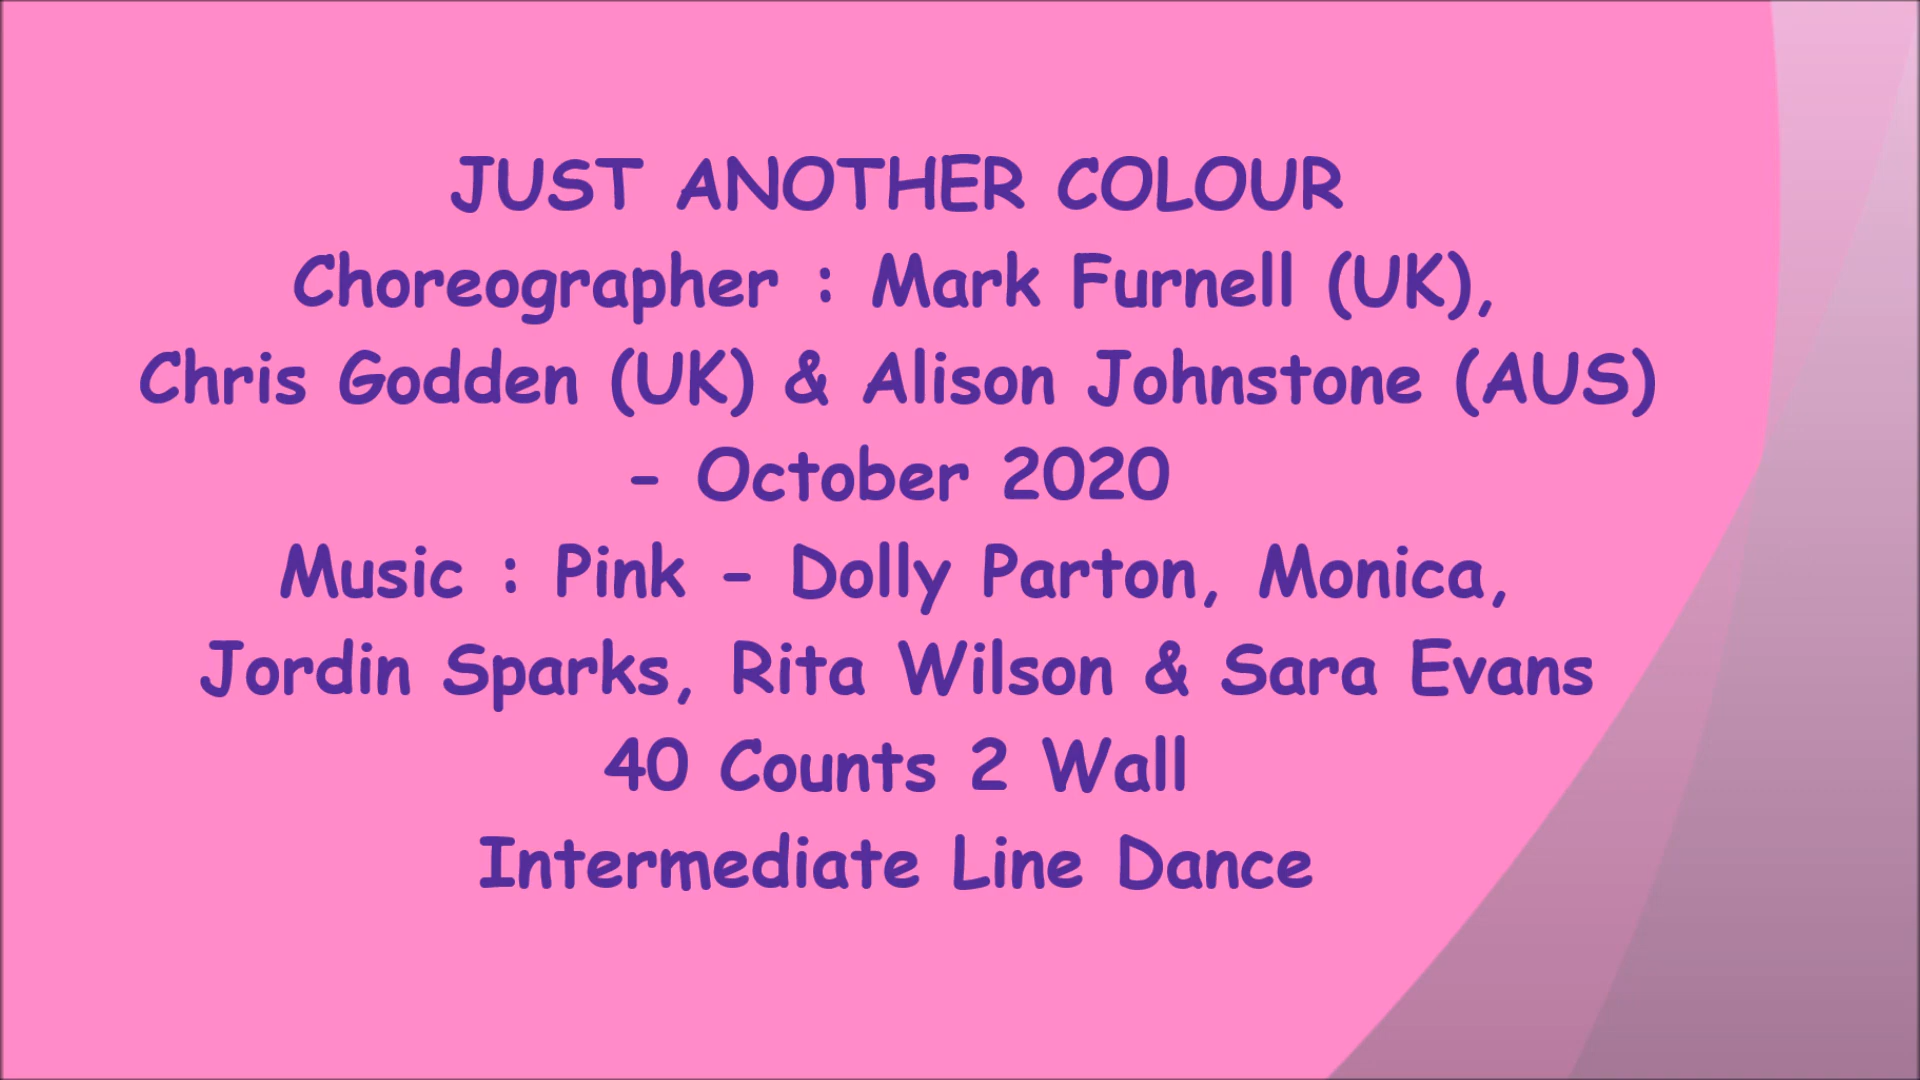 JUST ANOTHER COLOUR
Choreographer : Mark Furnell (UK),
Chris Godden (UK) & Alison Johnstone (AUS)
- October 2020
Music : Pink - Dolly Parton, Monica,
Jordin Sparks, Rita Wilson & Sara Evans
40 Counts 2 Wall
Intermediate Line Dance